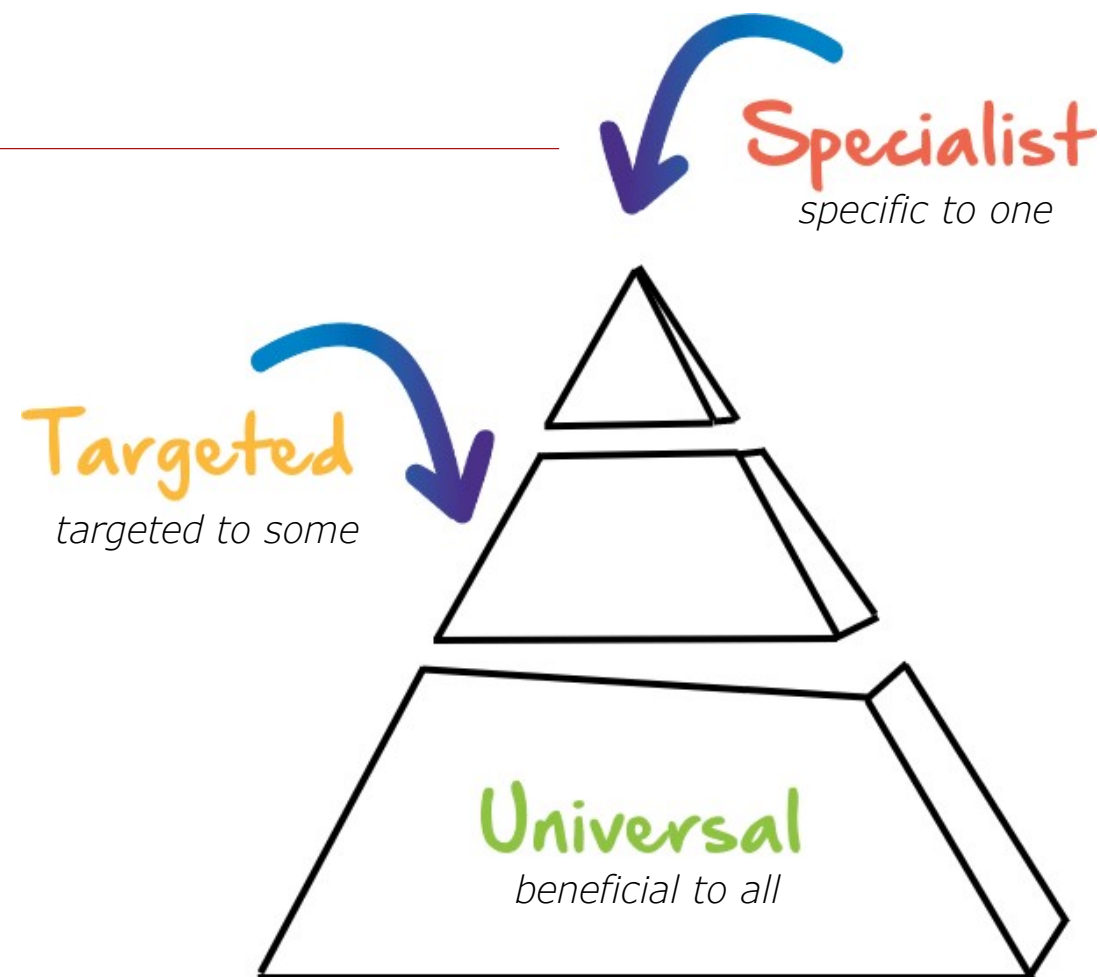 Specialist
specific to one
Targeted
targeted to some
Universal
beneficial to all